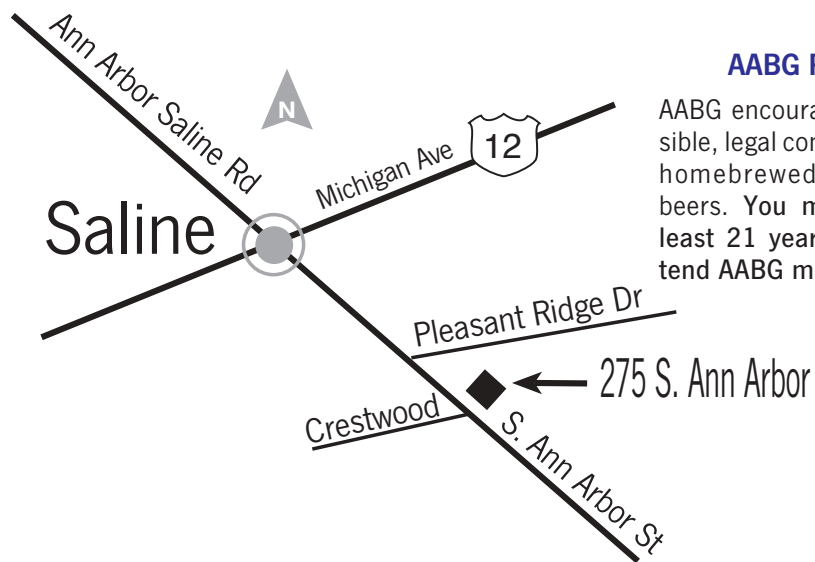 Ann Arbor Saline Rd
N
Michigan Ave
12
Saline
Pleasant Ridge Dr
275 S. Ann Arbor
Crestwood
S. Ann Arbor St
AABG
AABG encoura
sible, legal con
homebrewed
beers. You m
least 21 year
tend AABG m